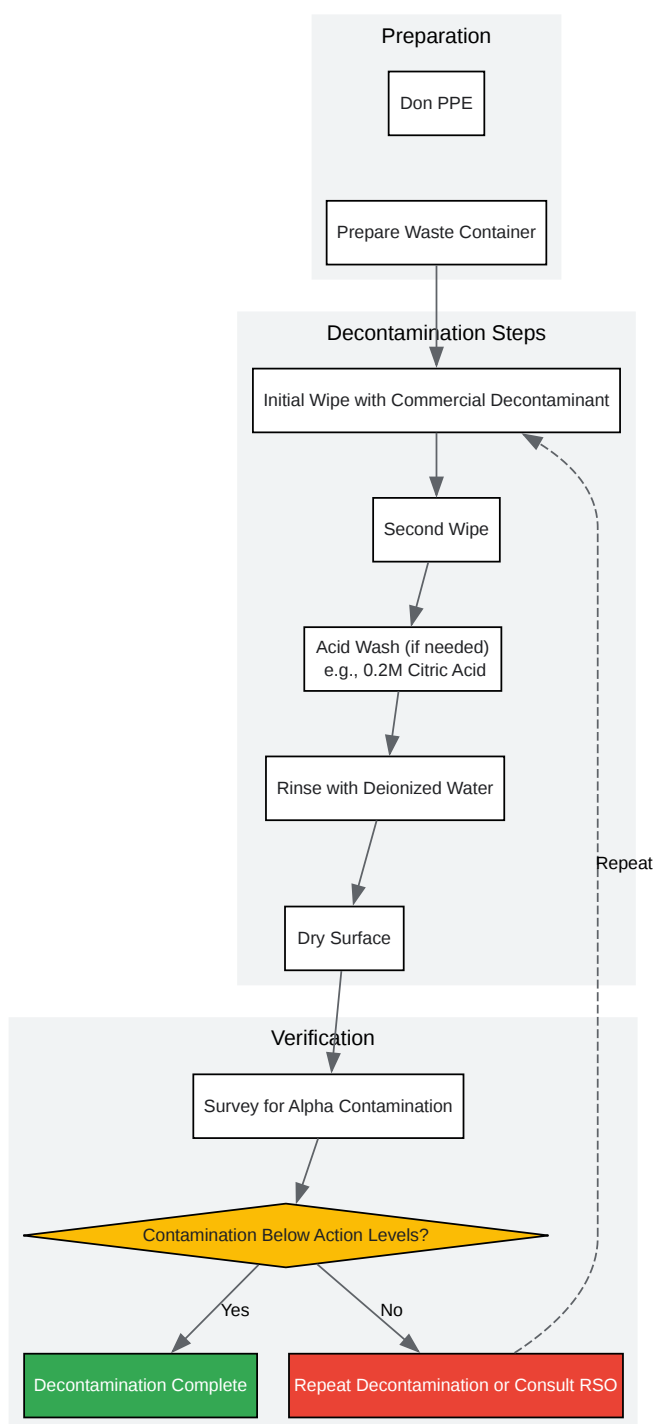 Preparation
Don PPE
Prepare Waste Container
Decontamination Steps
Initial Wipe with Commercial Decontaminant
Second Wipe
Acid Wash (if needed)
e.g., 0.2M Citric Acid
Rinse with Deionized Water
Repeat
Dry Surface
Verification
Survey for Alpha Contamination
Contamination Below Action Levels?
Yes
No
Decontamination Complete
Repeat Decontamination or Consult RSO